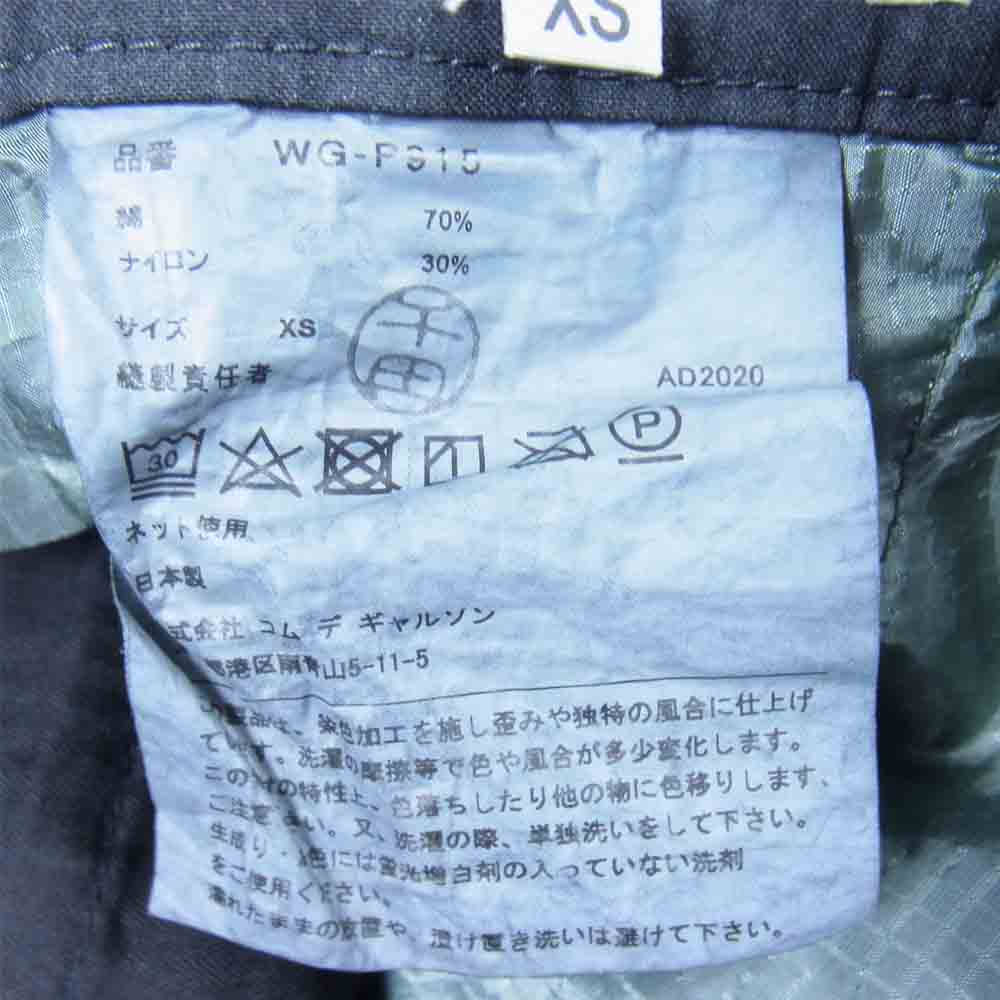 XS
品番 WG-P915
綿 70%
ナイロン 30%
サイズ XS
縫製責任者 千田 AD2020
30 P
ネット使用
日本製
式会社 コム デ ギャルソン
港区南青山5-11-5
は、染色加工を施し歪みや独特の風合に仕上げ
ています。洗濯の摩擦等で色や風合が多少変化します。
この の特性上、色落ちしたり他の物に色移りします、
ご注意 さい。又、洗濯の際、単独洗いをして下さい。
生成り・ 色には蛍光増白剤の入っていない洗剤
をご使用ください。
濡れたままの放置や、漬け置き洗いは避けて下さい。